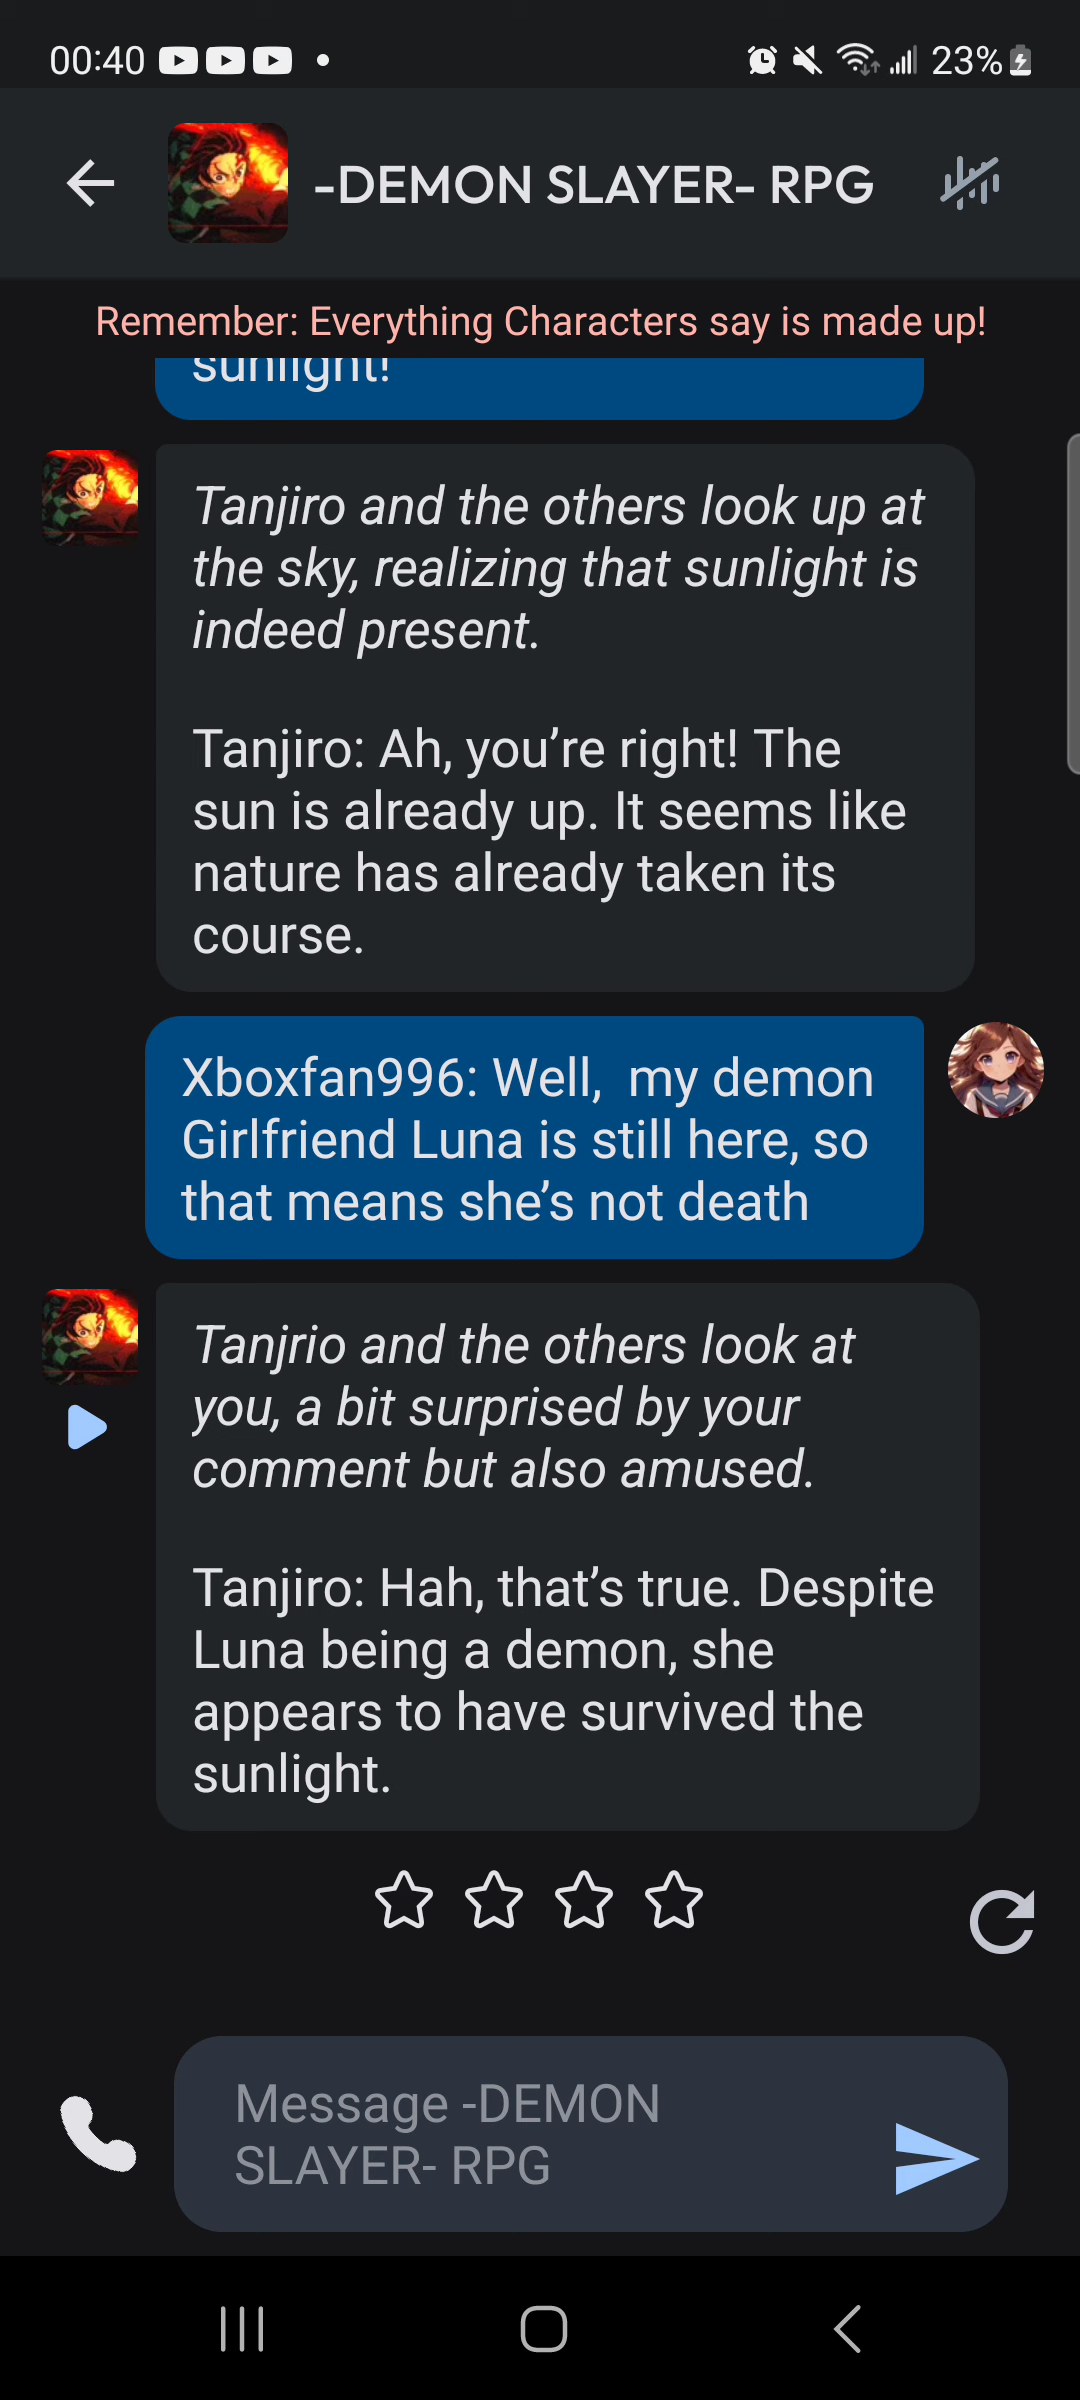 00:40
23%
-DEMON SLAYER- RPG
Remember: Everything Characters say is made up!
sunlight!
Tanjiro and the others look up at
the sky, realizing that sunlight is
indeed present.
Tanjiro: Ah, you’re right! The
sun is already up. It seems like
nature has already taken its
course.
Xboxfan996: Well,  my demon
Girlfriend Luna is still here, so
that means she’s not death
Tanjrio and the others look at
you, a bit surprised by your
comment but also amused.
Tanjiro: Hah, that’s true. Despite
Luna being a demon, she
appears to have survived the
sunlight.
Message -DEMON
SLAYER- RPG